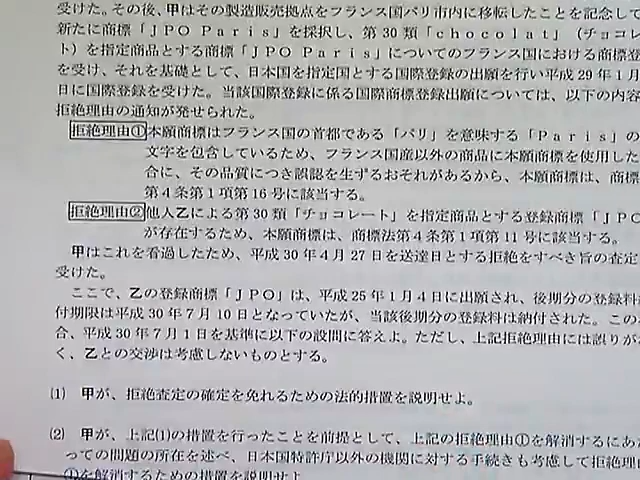 受けた。その後、甲はその製造販売拠点をフランス国パリ市内に移転したことを記念して
新たに商標「JPO Paris」を採択し、第30類「chocolat」(チョコレ
ト)を指定商品とする商標「JPO Paris」についてのフランス国における商標登
を受け、それを基礎として、日本国を指定国とする国際登録の出願を行い平成29年1月
日に国際登録を受けた。当該国際登録に係る国際商標登録出願については、以下の内容
拒絶理由の通知が発せられた。
拒絶理由① 本願商標はフランス国の首都である「パリ」を意味する「Paris」の
文字を包含しているため、フランス国産以外の商品に本願商標を使用した
合に、その品質につき誤認を生ずるおそれがあるから、本願商標は、商標
第4条第1項第16号に該当する。
拒絶理由② 他人乙による第30類「チョコレート」を指定商品とする登録商標「JPO
が存在するため、本願商標は、商標法第4条第1項第11号に該当する。
甲はこれを看過したため、平成30年4月27日を送達日とする拒絶をすべき旨の査定
受けた。
ここで、乙の登録商標「JPO」は、平成25年1月4日に出願され、後期分の登録料
付期限は平成30年7月10日となっていたが、当該後期分の登録料は納付された。この
合、平成30年7月1日を基準に以下の設問に答えよ。ただし、上記拒絶理由には誤りが
く、乙との交渉は考慮しないものとする。
(1) 甲が、拒絶査定の確定を免れるための法的措置を説明せよ。
(2) 甲が、上記(1)の措置を行ったことを前提として、上記の拒絶理由①を解消するにあ
っての問題の所在を述べ、日本国特許庁以外の機関に対する手続きも考慮して拒絶理
①を解消するための措置を説明せよ